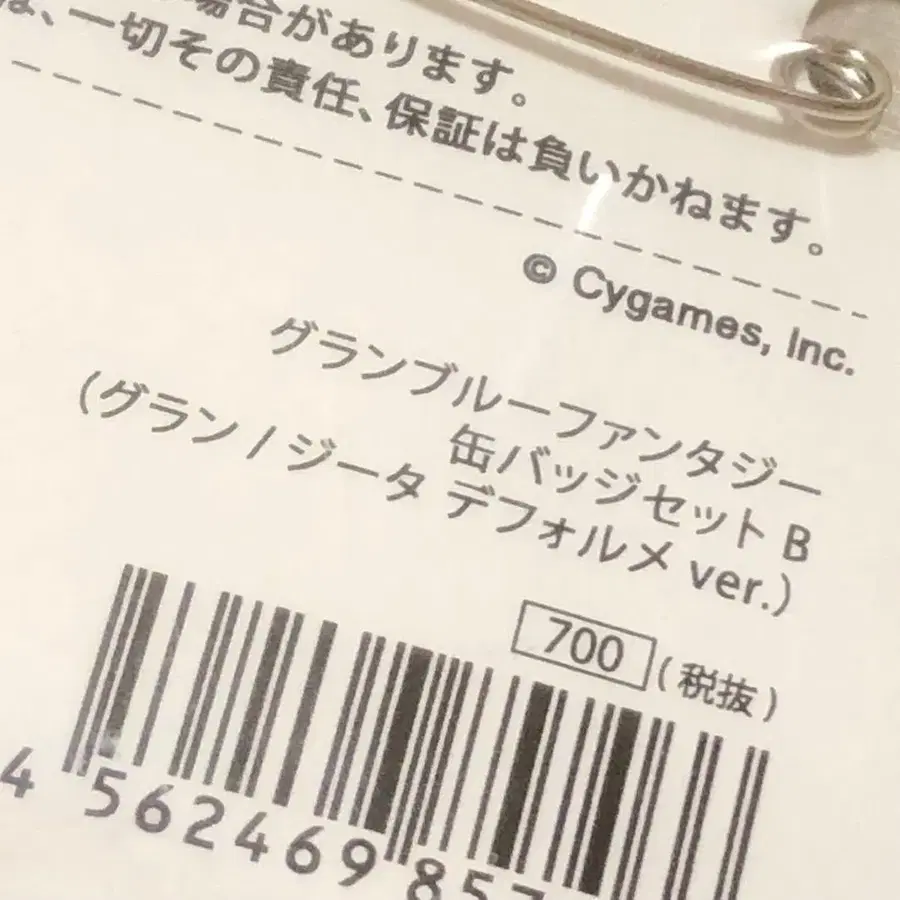 場合があります。
は、一切その責任、保証は負いかねます。
© Cygames, Inc.
グランブルーファンタジー
缶バッジセット B
(グラン / ジータ デフォルメ ver.)
700 (税抜)
4 562469 857